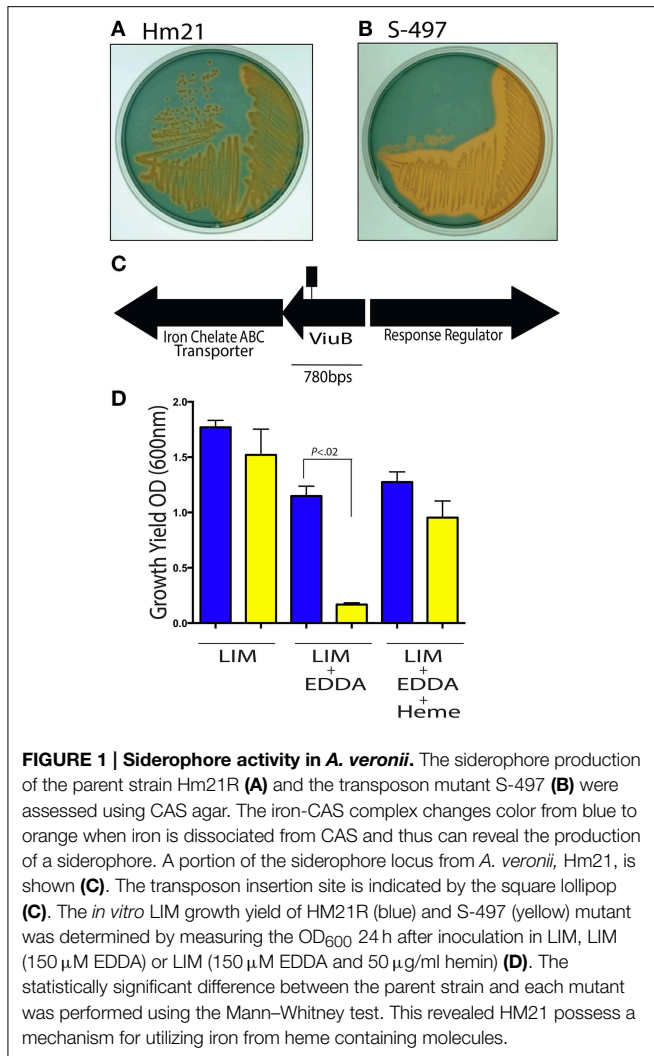 A Hm21
B S-497
C
Iron Chelate ABC
Transporter
ViuB
Response Regulator
780bps
D
Growth Yield OD (600nm)
2.0
1.5
1.0
0.5
0.0
P<.02
LIM
LIM
+
EDDA
LIM
+
EDDA
+
Heme
FIGURE 1 | Siderophore activity in A. veronii. The siderophore production
of the parent strain Hm21R (A) and the transposon mutant S-497 (B) were
assessed using CAS agar. The iron-CAS complex changes color from blue to
orange when iron is dissociated from CAS and thus can reveal the production
of a siderophore. A portion of the siderophore locus from A. veronii, Hm21, is
shown (C). The transposon insertion site is indicated by the square lollipop
(C). The in vitro LIM growth yield of HM21R (blue) and S-497 (yellow) mutant
was determined by measuring the OD600 24 h after inoculation in LIM, LIM
(150 μM EDDA) or LIM (150 μM EDDA and 50 μg/ml hemin) (D). The
statistically significant difference between the parent strain and each mutant
was performed using the Mann–Whitney test. This revealed HM21 possess a
mechanism for utilizing iron from heme containing molecules.